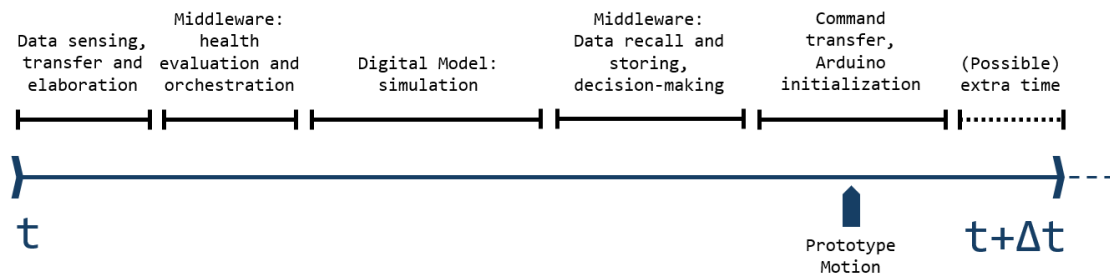 Data sensing,
transfer and
elaboration
Middleware:
health
evaluation and
orchestration
Digital Model:
simulation
Middleware:
Data recall and
storing,
decision-making
Command
transfer,
Arduino
initialization
(Possible)
extra time
t
Prototype
Motion
t+Δt